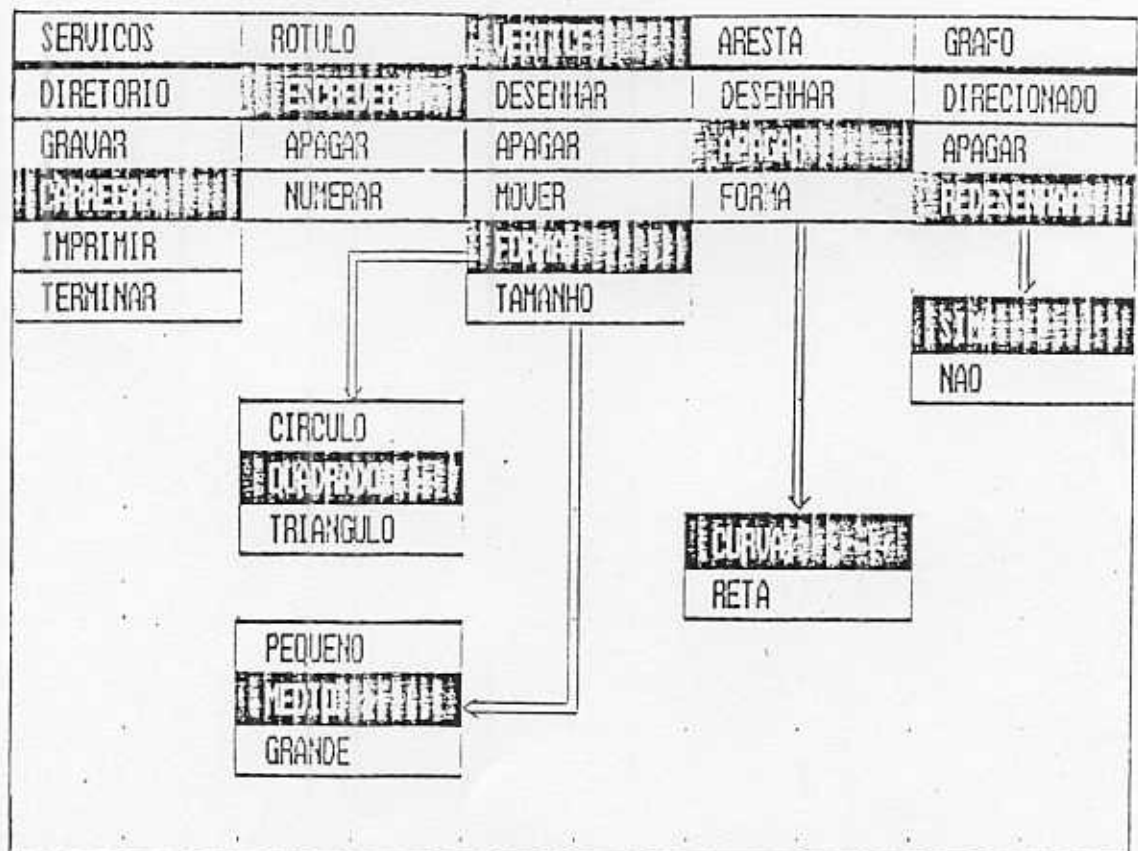 SERVICOS ROTULO VERTICE ARESTA GRAFO
DIRETORIO ESCREVER DESENHAR DESENHAR DIRECIONADO
GRAVAR APAGAR APAGAR APAGAR APAGAR
CARREGAR NUMERAR MOVER FORMA REDESENHAR
IMPRIMIR FORMA
TERMINAR TAMANHO
SIM
NAO
CIRCULO
QUADRADO
TRIANGULO
CURVA
RETA
PEQUENO
MEDIO
GRANDE